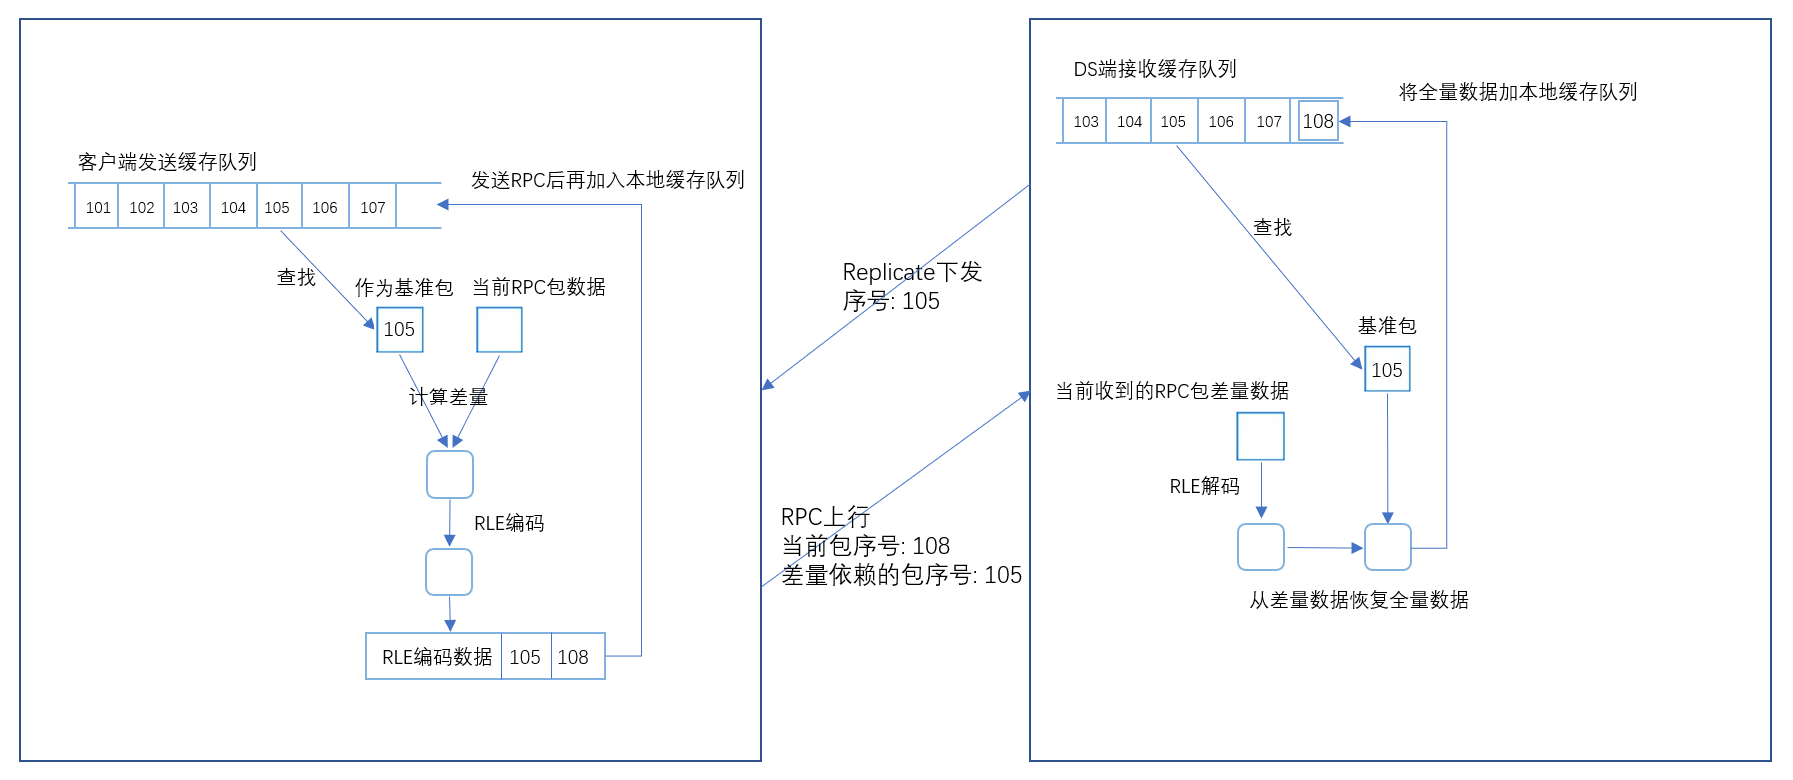 客户端发送缓存队列
发送RPC后再加入本地缓存队列
101 102 103 104 105 106 107
查找
作为基准包
当前RPC包数据
105
计算差量
RLE编码
RLE编码数据 105 108
Replicate下发
序号: 105
RPC上行
当前包序号: 108
差量依赖的包序号: 105
DS端接收缓存队列
将全量数据加本地缓存队列
103 104 105 106 107 108
查找
基准包
105
当前收到的RPC包差量数据
RLE解码
从差量数据恢复全量数据